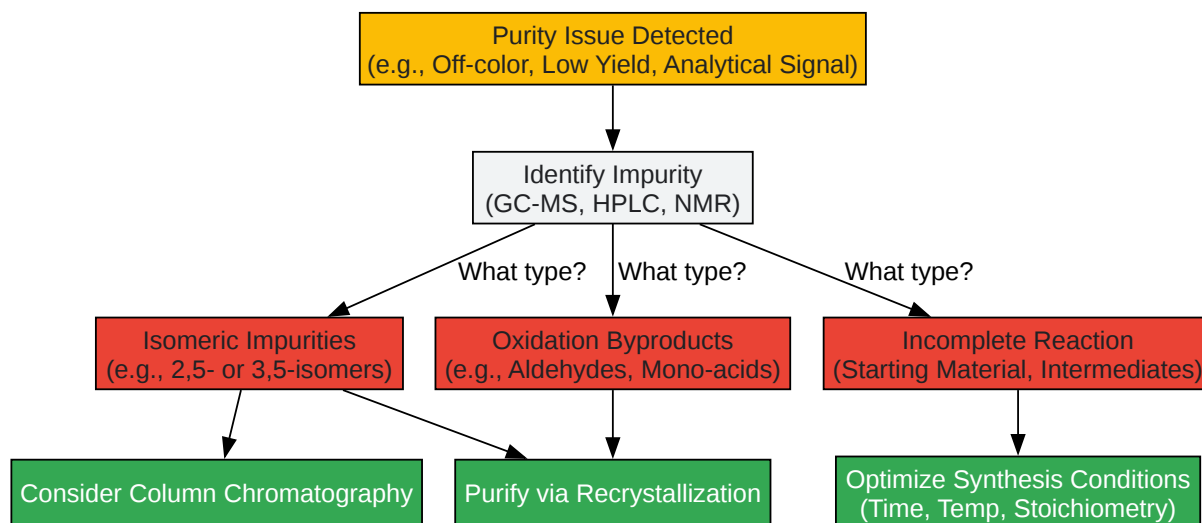 Purity Issue Detected
(e.g., Off-color, Low Yield, Analytical Signal)
Identify Impurity
(GC-MS, HPLC, NMR)
What type?
What type?
What type?
Isomeric Impurities
(e.g., 2,5- or 3,5-isomers)
Oxidation Byproducts
(e.g., Aldehydes, Mono-acids)
Incomplete Reaction
(Starting Material, Intermediates)
Consider Column Chromatography
Purify via Recrystallization
Optimize Synthesis Conditions
(Time, Temp, Stoichiometry)